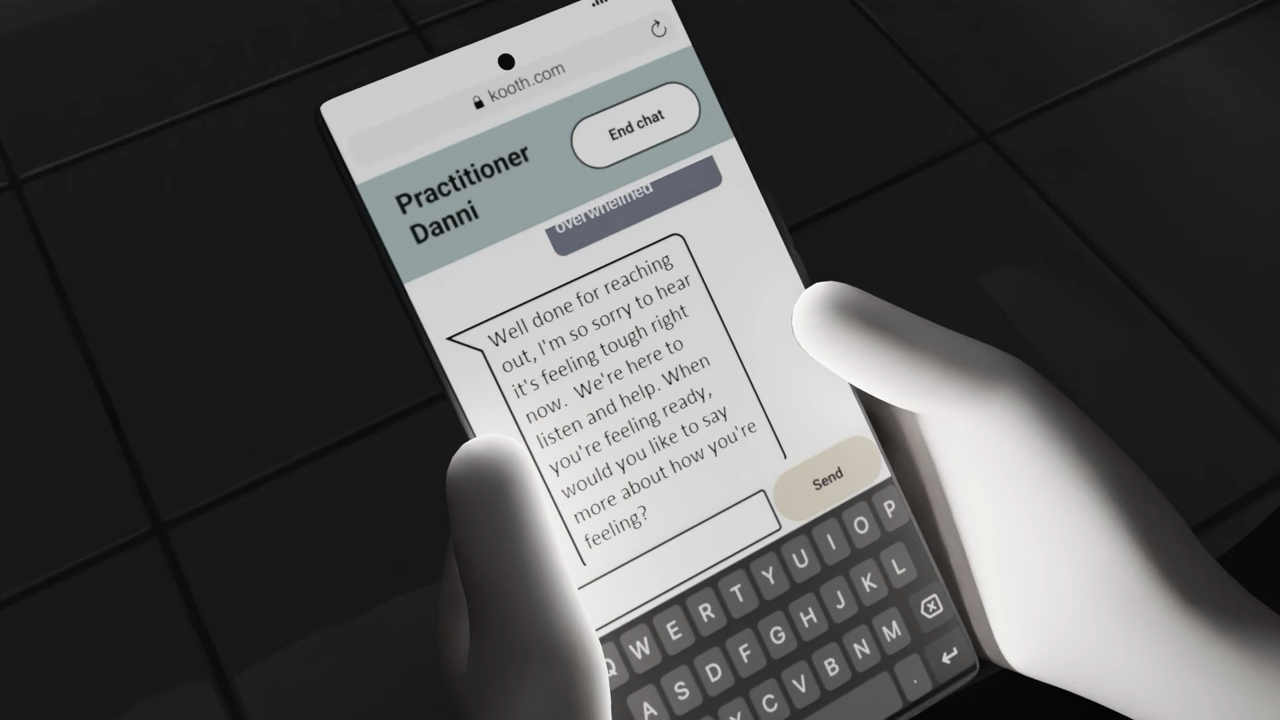 kooth.com
Practitioner
Danni
End chat
overwhelmed
Well done for reaching
out, I'm so sorry to hear
it's feeling tough right
now. We're here to
listen and help. When
you're feeling ready,
would you like to say
more about how you're
feeling?
Send
Q W E R T Y U I O P
A S D F G H J K L
X C V B N M
.